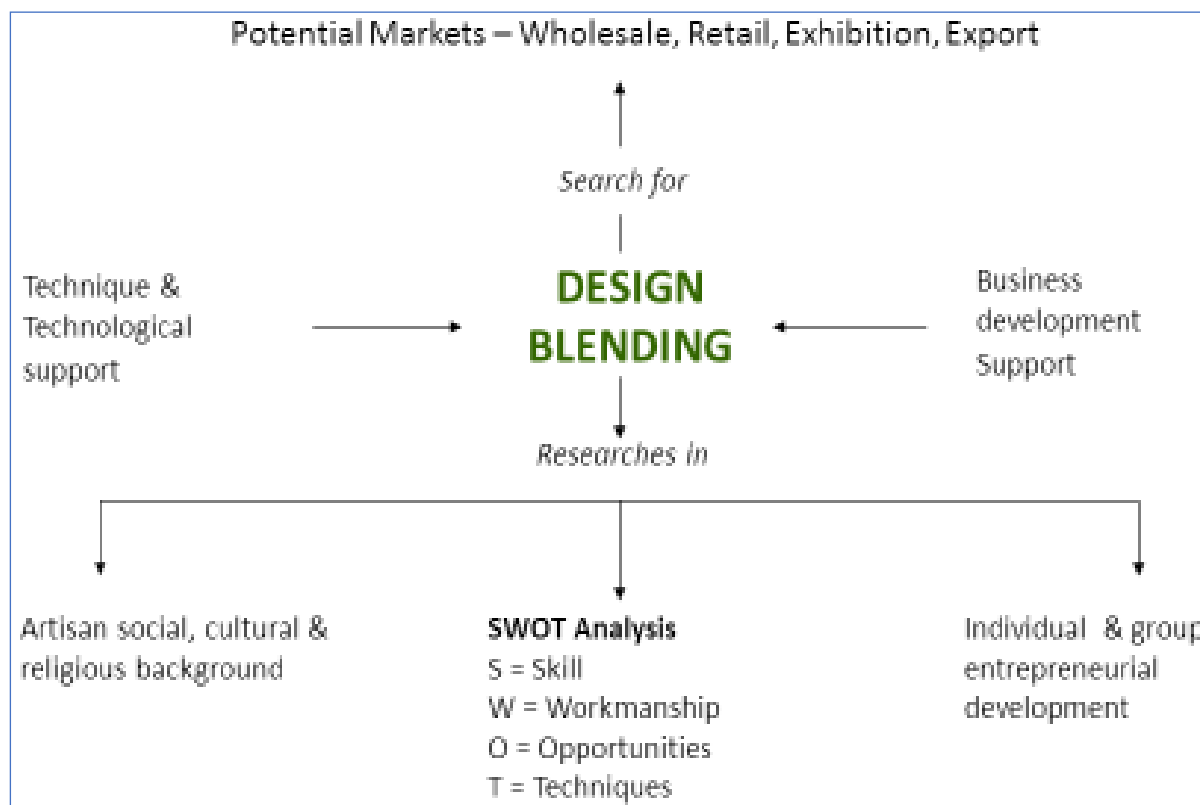 Potential Markets – Wholesale, Retail, Exhibition, Export
Search for
Technique &
Technological
support
DESIGN
BLENDING
Business
development
Support
Researches in
Artisan social, cultural &
religious background
SWOT Analysis
S = Skill
W = Workmanship
O = Opportunities
T = Techniques
Individual & group
entrepreneurial
development